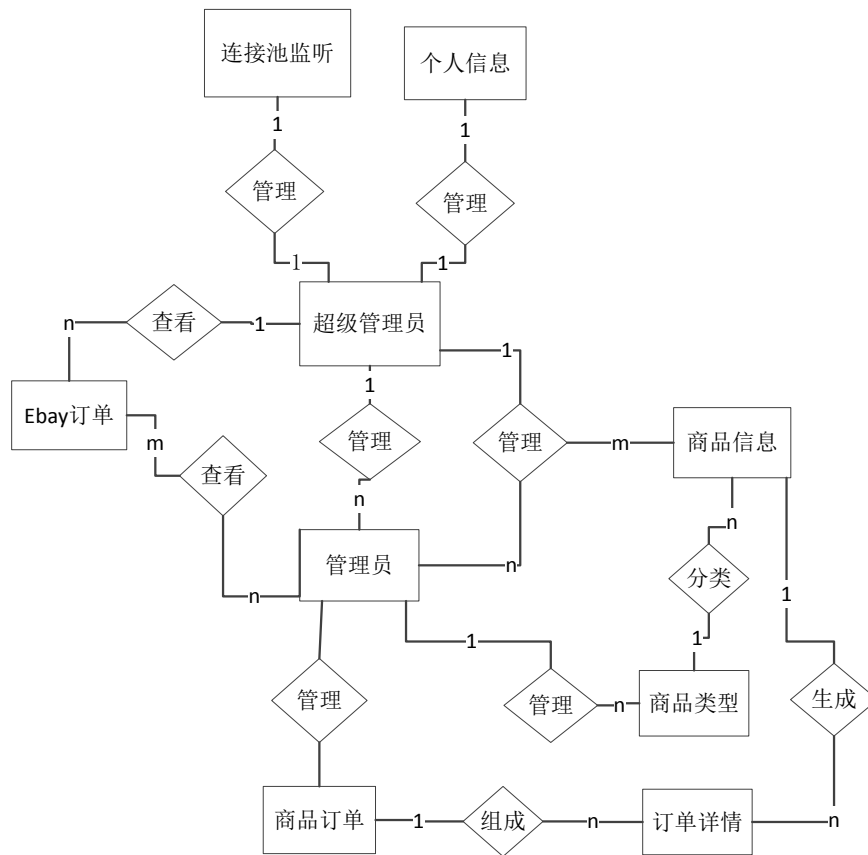 连接池监听
个人信息
1
1
管理
管理
1
1
n
查看
1
超级管理员
1
1
Ebay订单
m
管理
管理
m
商品信息
查看
n
n
n
管理员
n
分类
1
1
1
管理
管理
n
商品类型
生成
商品订单
1
组成
n
订单详情
n